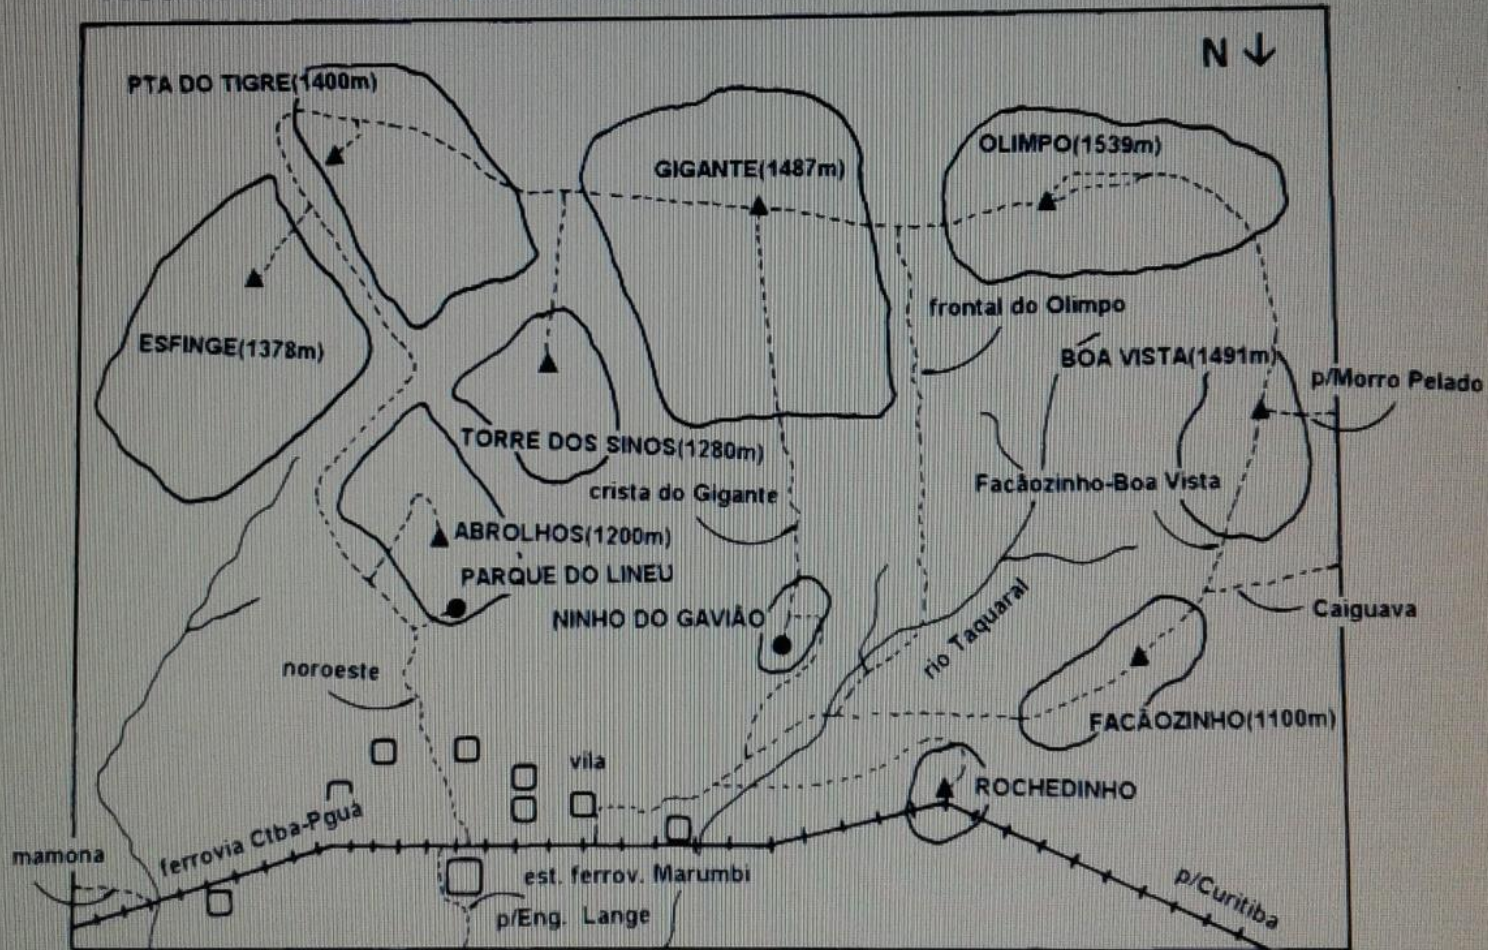 N ↓
PTA DO TIGRE(1400m)
OLIMPO(1539m)
GIGANTE(1487m)
frontal do Olimpo
ESFINGE(1378m)
BÓA VISTA(1491m)
p/Morro Pelado
TORRE DOS SINOS(1280m)
crista do Gigante
Facãozinho-Boa Vista
ABROLHOS(1200m)
PARQUE DO LINEU
NINHO DO GAVIÃO
rio Taquaral
Caiguava
noroeste
FACÃOZINHO(1100m)
vila
ROCHEDINHO
ferrovia Ctba-Pguá
mamona
est. ferrov. Marumbi
p/Eng. Lange
p/Curitiba